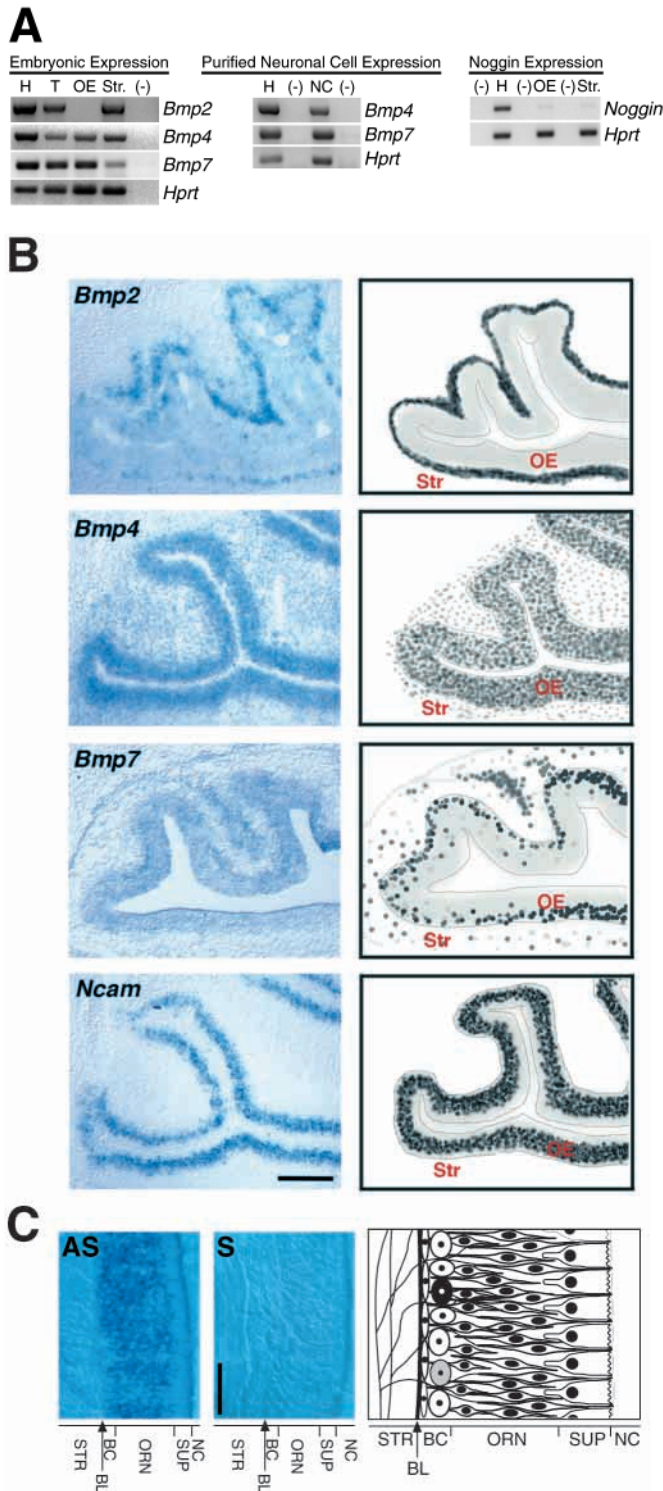 A
Embryonic Expression
H T OE Str. (-)
Bmp2
Bmp4
Bmp7
Hprt
Purified Neuronal Cell Expression
H (-) NC (-)
Bmp4
Bmp7
Hprt
Noggin Expression
(-) H (-) OE (-) Str.
Noggin
Hprt
B
Bmp2
OE
Str
Bmp4
OE
Str
Bmp7
OE
Str
Ncam
OE
Str
C
AS
S
STR
BL
BC
ORN
SUP
NC
STR
BL
BC
ORN
SUP
NC
STR BC ORN SUP NC
BL